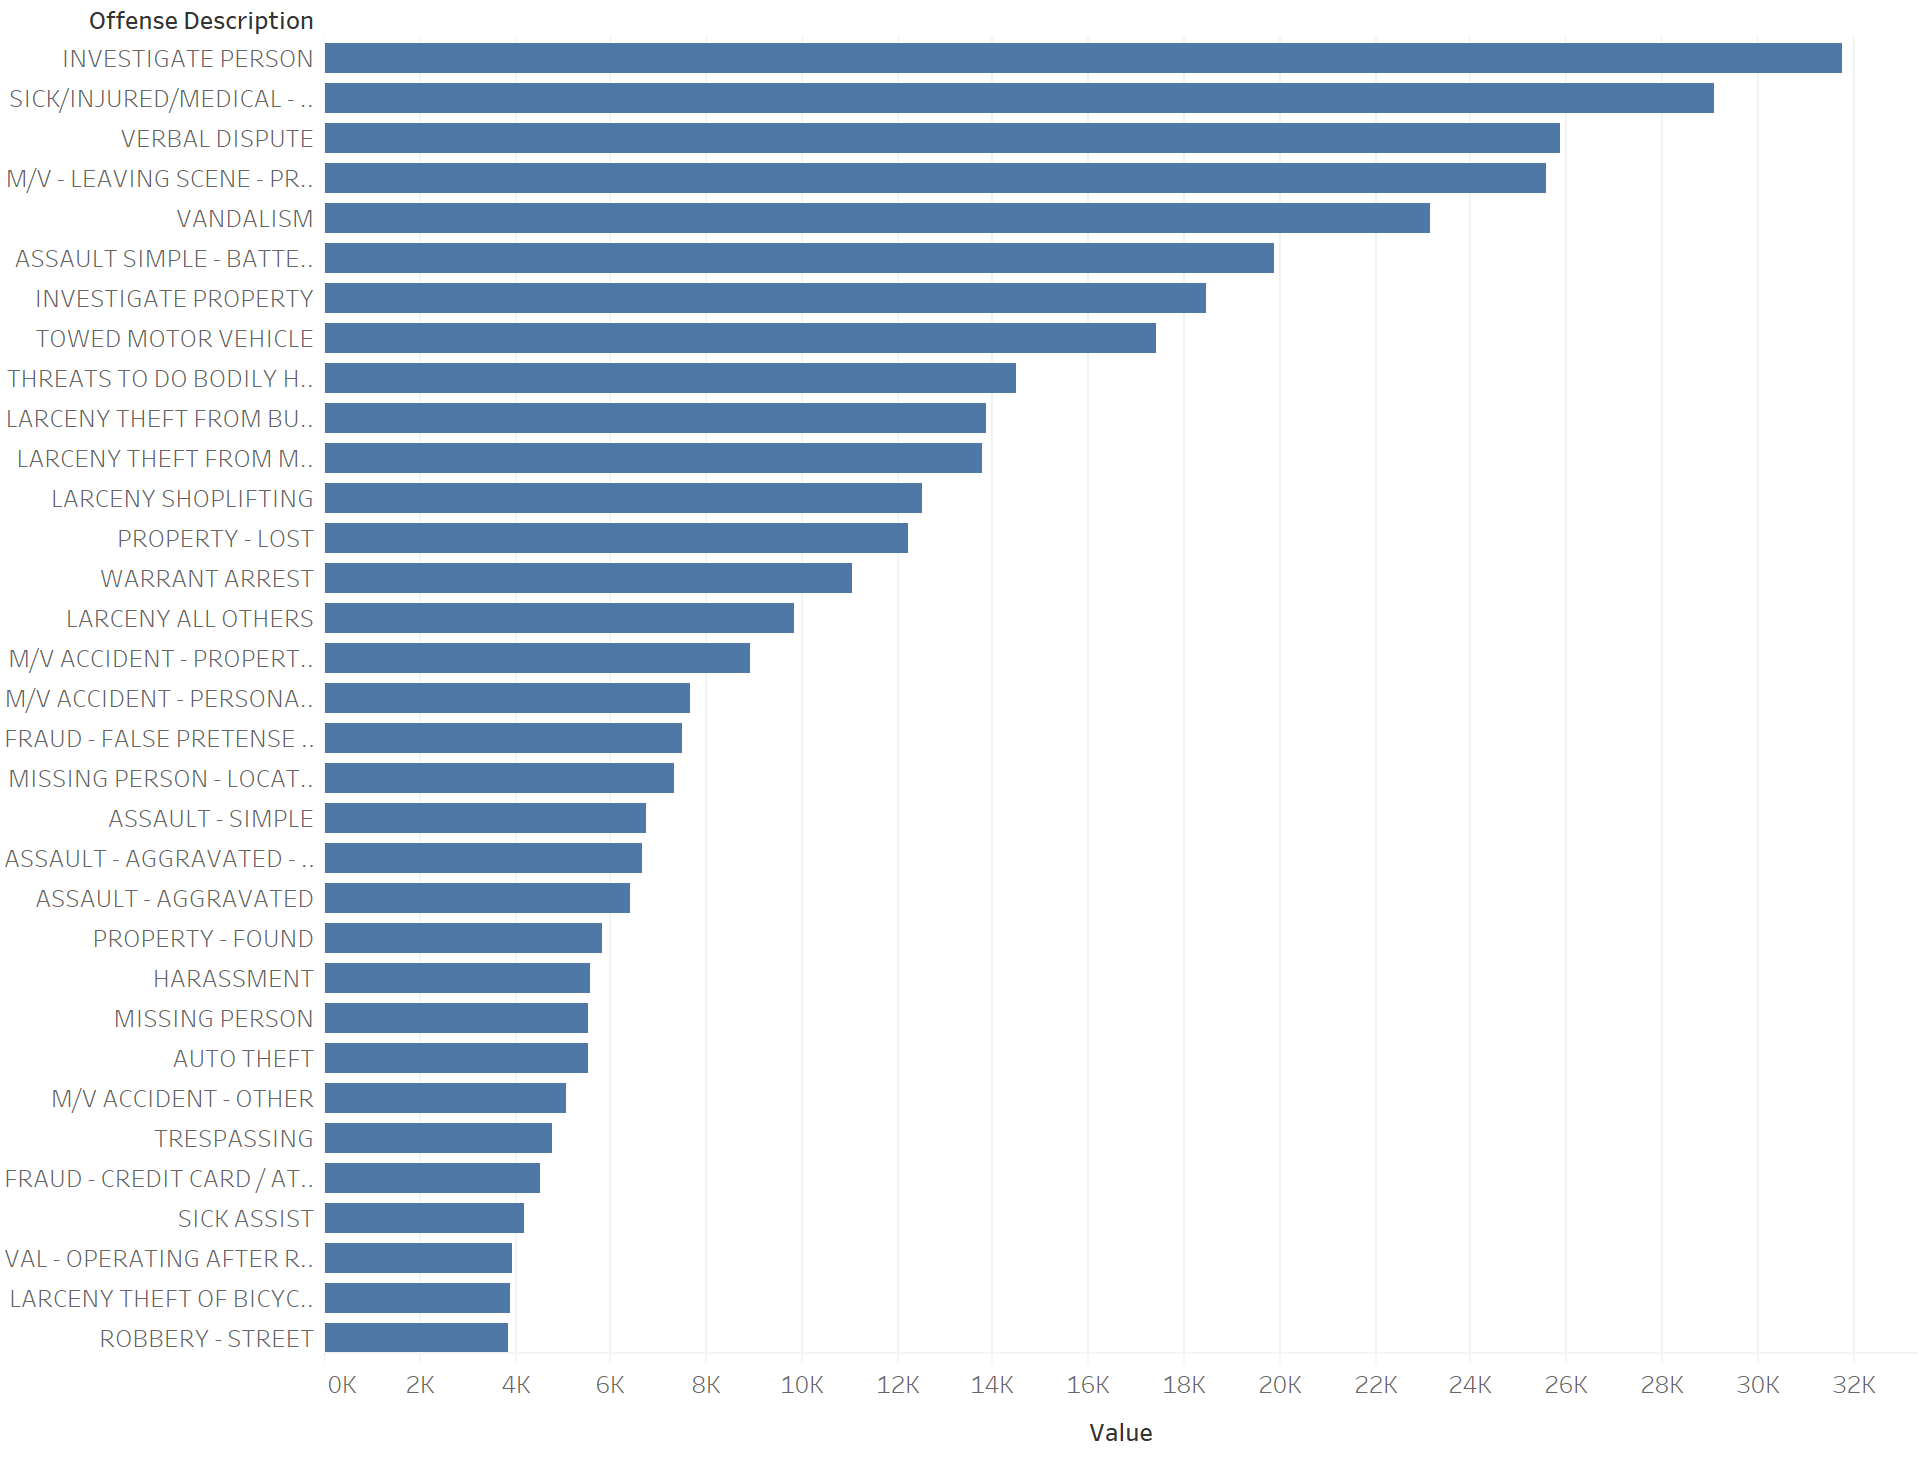 Offense Description
INVESTIGATE PERSON
SICK/INJURED/MEDICAL - ..
VERBAL DISPUTE
M/V - LEAVING SCENE - PR..
VANDALISM
ASSAULT SIMPLE - BATTE..
INVESTIGATE PROPERTY
TOWED MOTOR VEHICLE
THREATS TO DO BODILY H..
LARCENY THEFT FROM BU..
LARCENY THEFT FROM M..
LARCENY SHOPLIFTING
PROPERTY - LOST
WARRANT ARREST
LARCENY ALL OTHERS
M/V ACCIDENT - PROPERT..
M/V ACCIDENT - PERSONA..
FRAUD - FALSE PRETENSE ..
MISSING PERSON - LOCAT..
ASSAULT - SIMPLE
ASSAULT - AGGRAVATED - ..
ASSAULT - AGGRAVATED
PROPERTY - FOUND
HARASSMENT
MISSING PERSON
AUTO THEFT
M/V ACCIDENT - OTHER
TRESPASSING
FRAUD - CREDIT CARD / AT..
SICK ASSIST
VAL - OPERATING AFTER R..
LARCENY THEFT OF BICYC..
ROBBERY - STREET
0K 2K 4K 6K 8K 10K 12K 14K 16K 18K 20K 22K 24K 26K 28K 30K 32K
Value